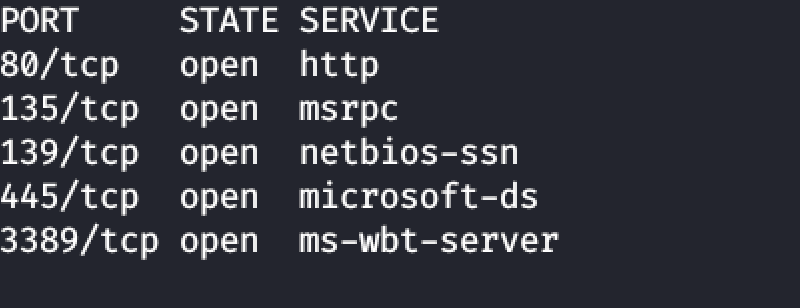 PORT     STATE SERVICE
80/tcp   open  http
135/tcp  open  msrpc
139/tcp  open  netbios-ssn
445/tcp  open  microsoft-ds
3389/tcp open  ms-wbt-server